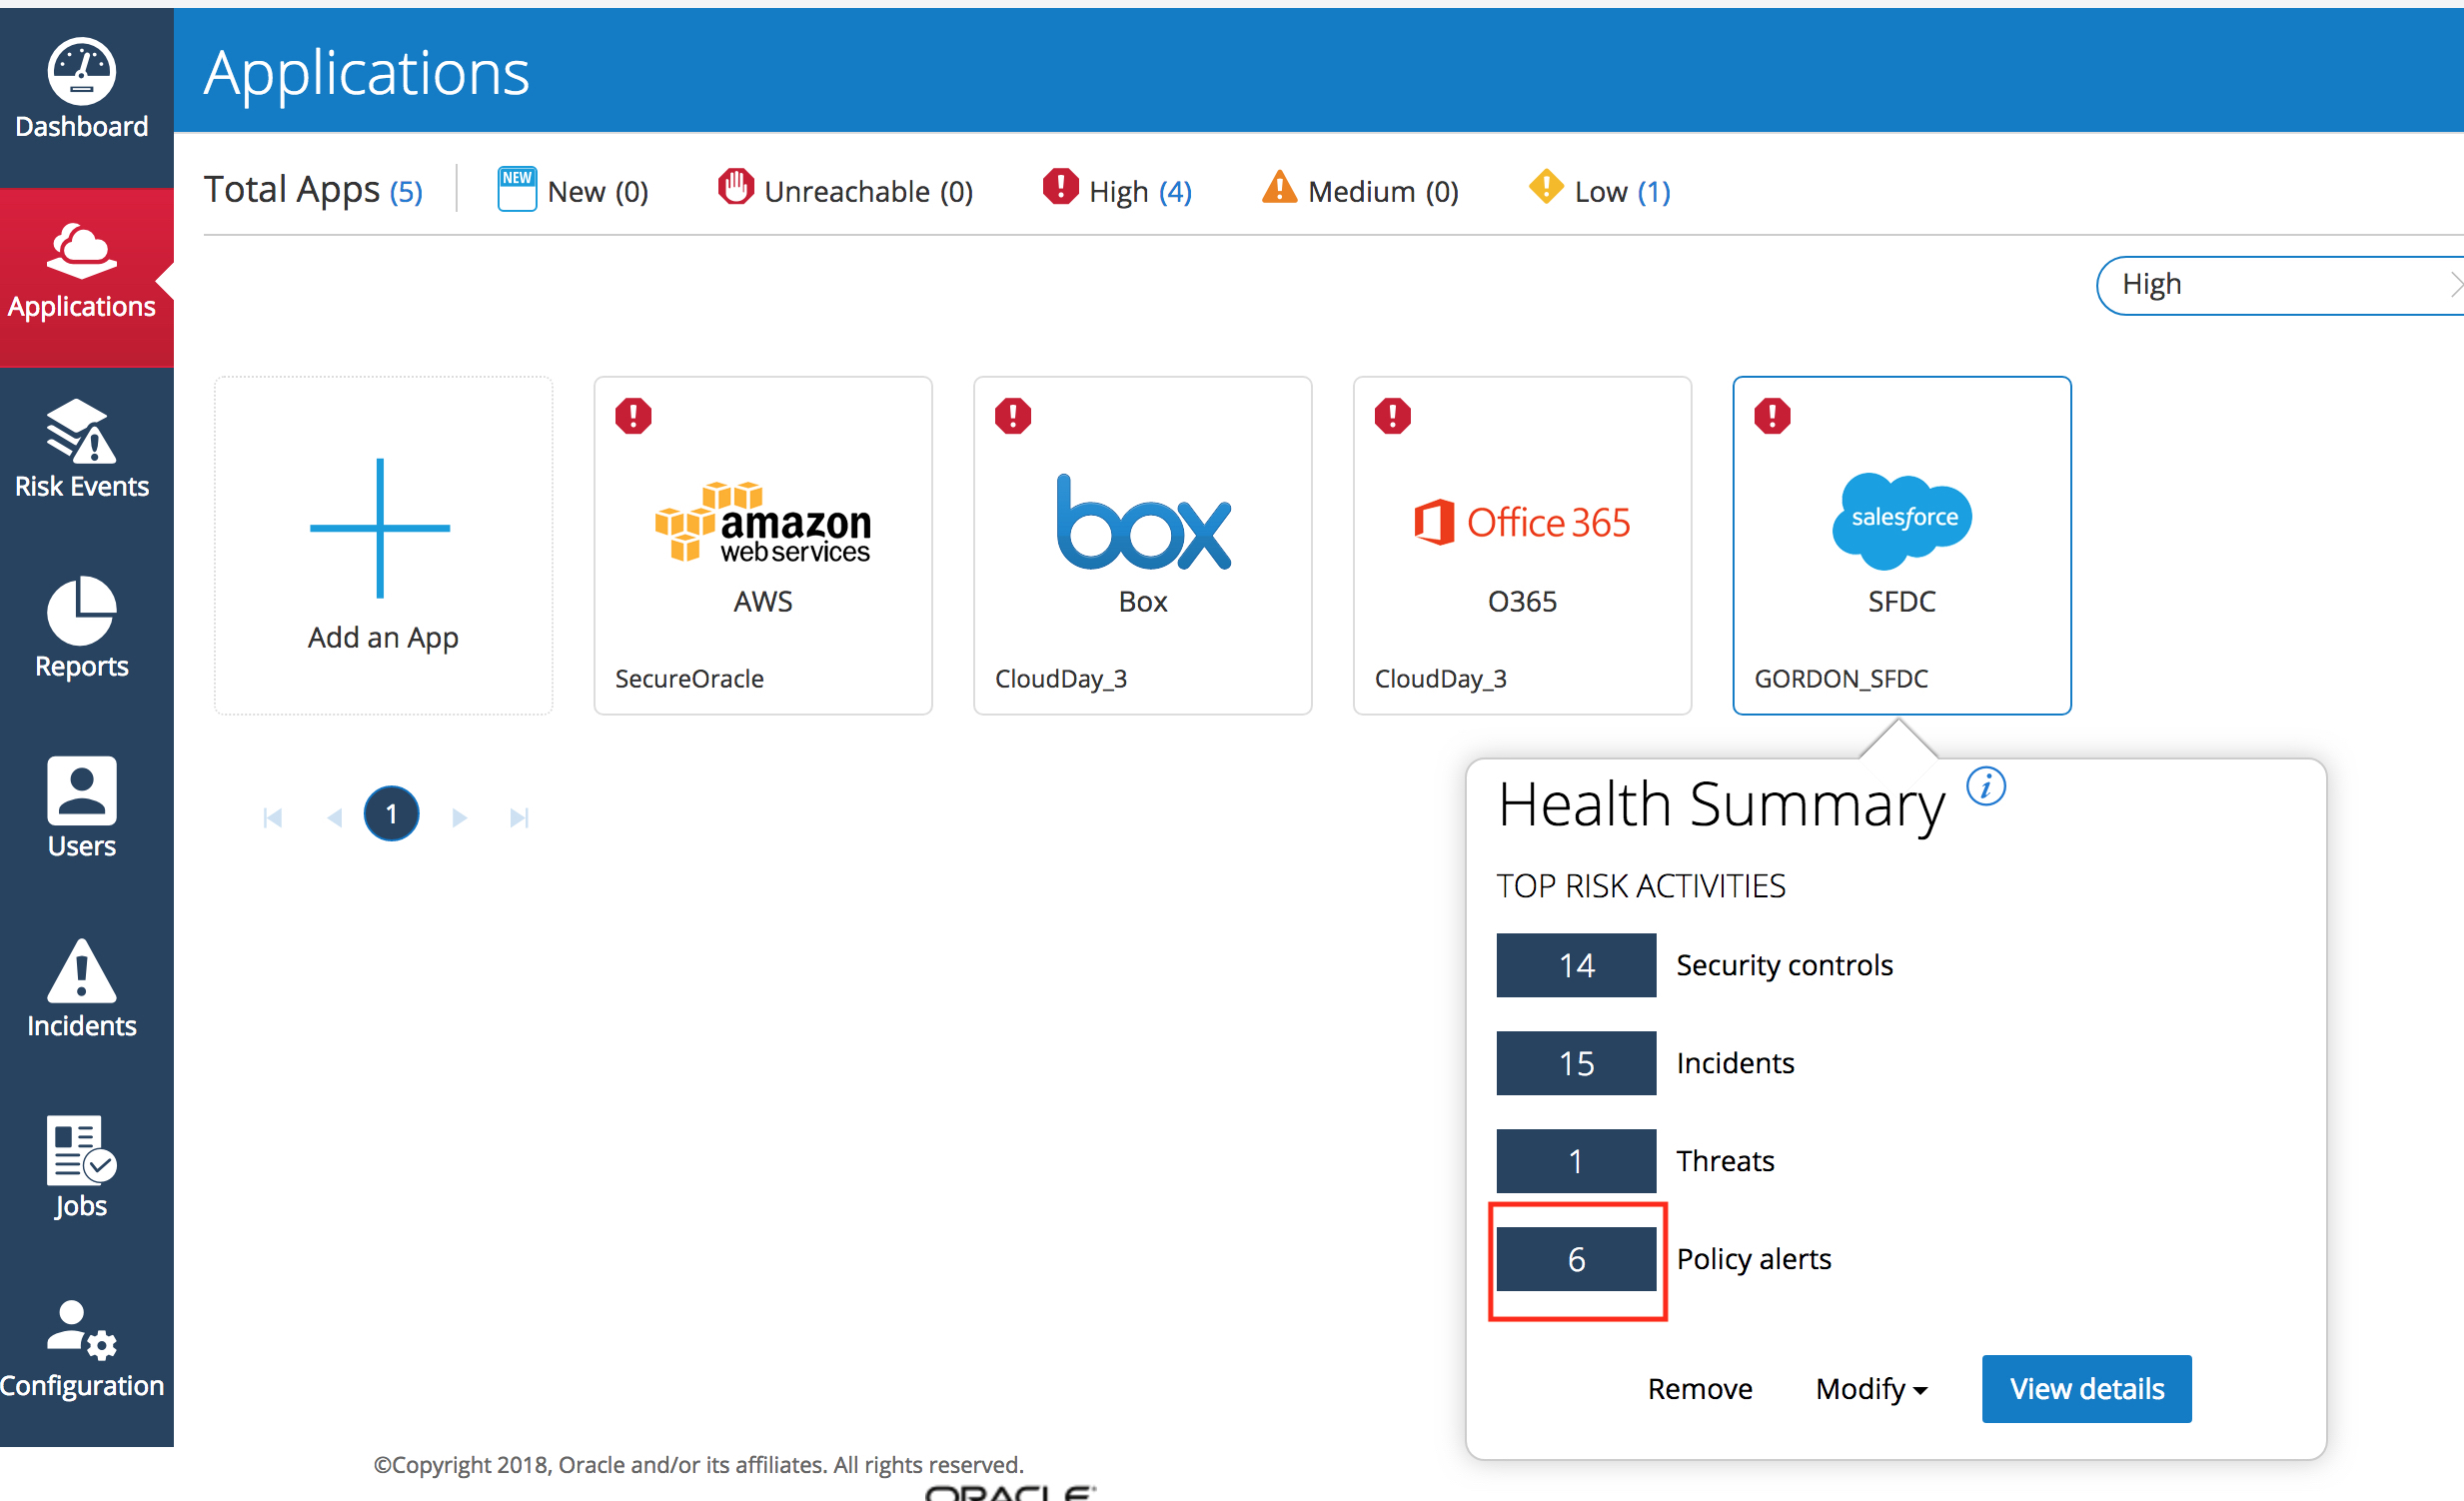 Applications
Dashboard
Applications
Risk Events
Reports
Users
Incidents
Jobs
Configuration
Total Apps (5)
NEW New (0)
Unreachable (0)
High (4)
Medium (0)
Low (1)
High
Add an App
amazon
web services
AWS
SecureOracle
box
Box
CloudDay_3
Office 365
O365
CloudDay_3
salesforce
SFDC
GORDON_SFDC
1
Health Summary i
TOP RISK ACTIVITIES
14 Security controls
15 Incidents
1 Threats
6 Policy alerts
Remove
Modify
View details
©Copyright 2018, Oracle and/or its affiliates. All rights reserved.
ORACLE